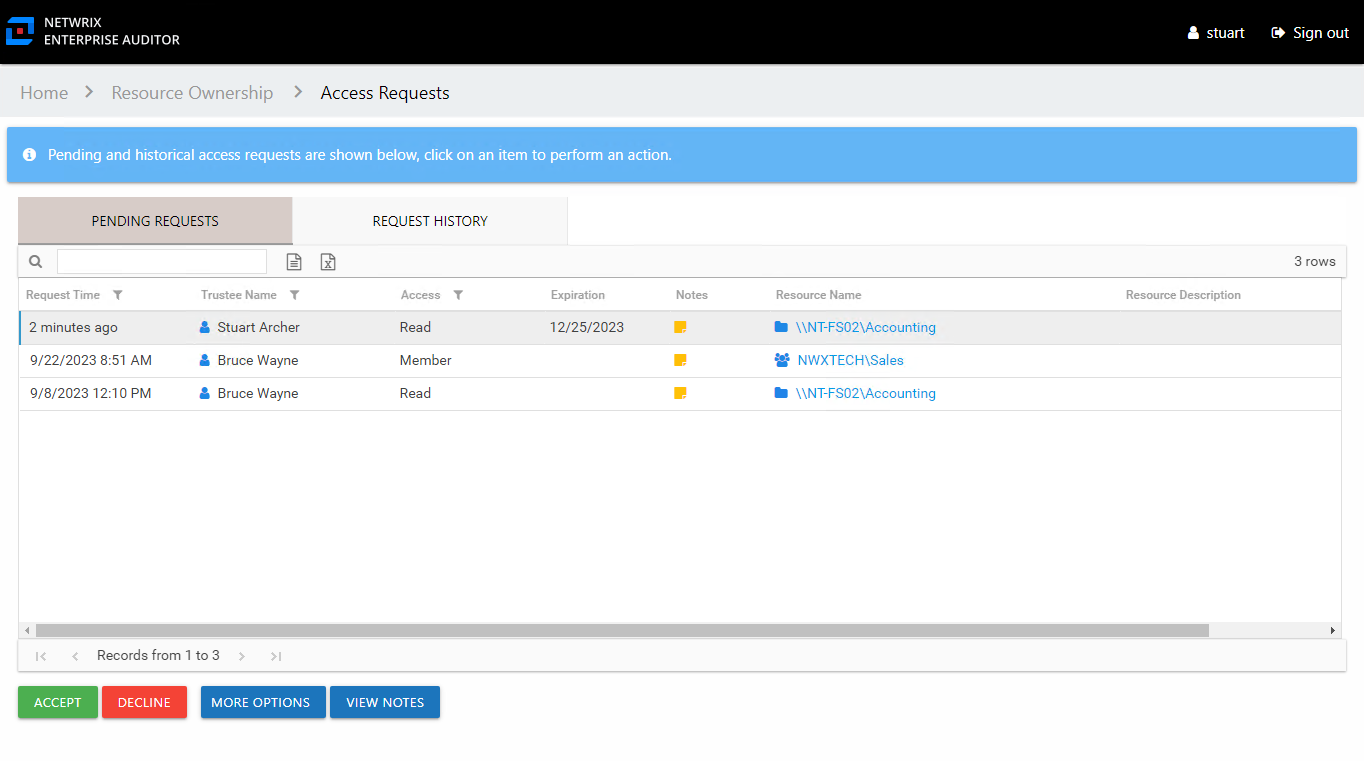 NETWRIX
ENTERPRISE AUDITOR
stuart Sign out
Home Resource Ownership Access Requests
Pending and historical access requests are shown below, click on an item to perform an action.
PENDING REQUESTS REQUEST HISTORY
3 rows
Request Time Trustee Name Access Expiration Notes Resource Name Resource Description
2 minutes ago Stuart Archer Read 12/25/2023 \\NT-FS02\Accounting
9/22/2023 8:51 AM Bruce Wayne Member NWXTECH\Sales
9/8/2023 12:10 PM Bruce Wayne Read \\NT-FS02\Accounting
Records from 1 to 3
ACCEPT DECLINE MORE OPTIONS VIEW NOTES